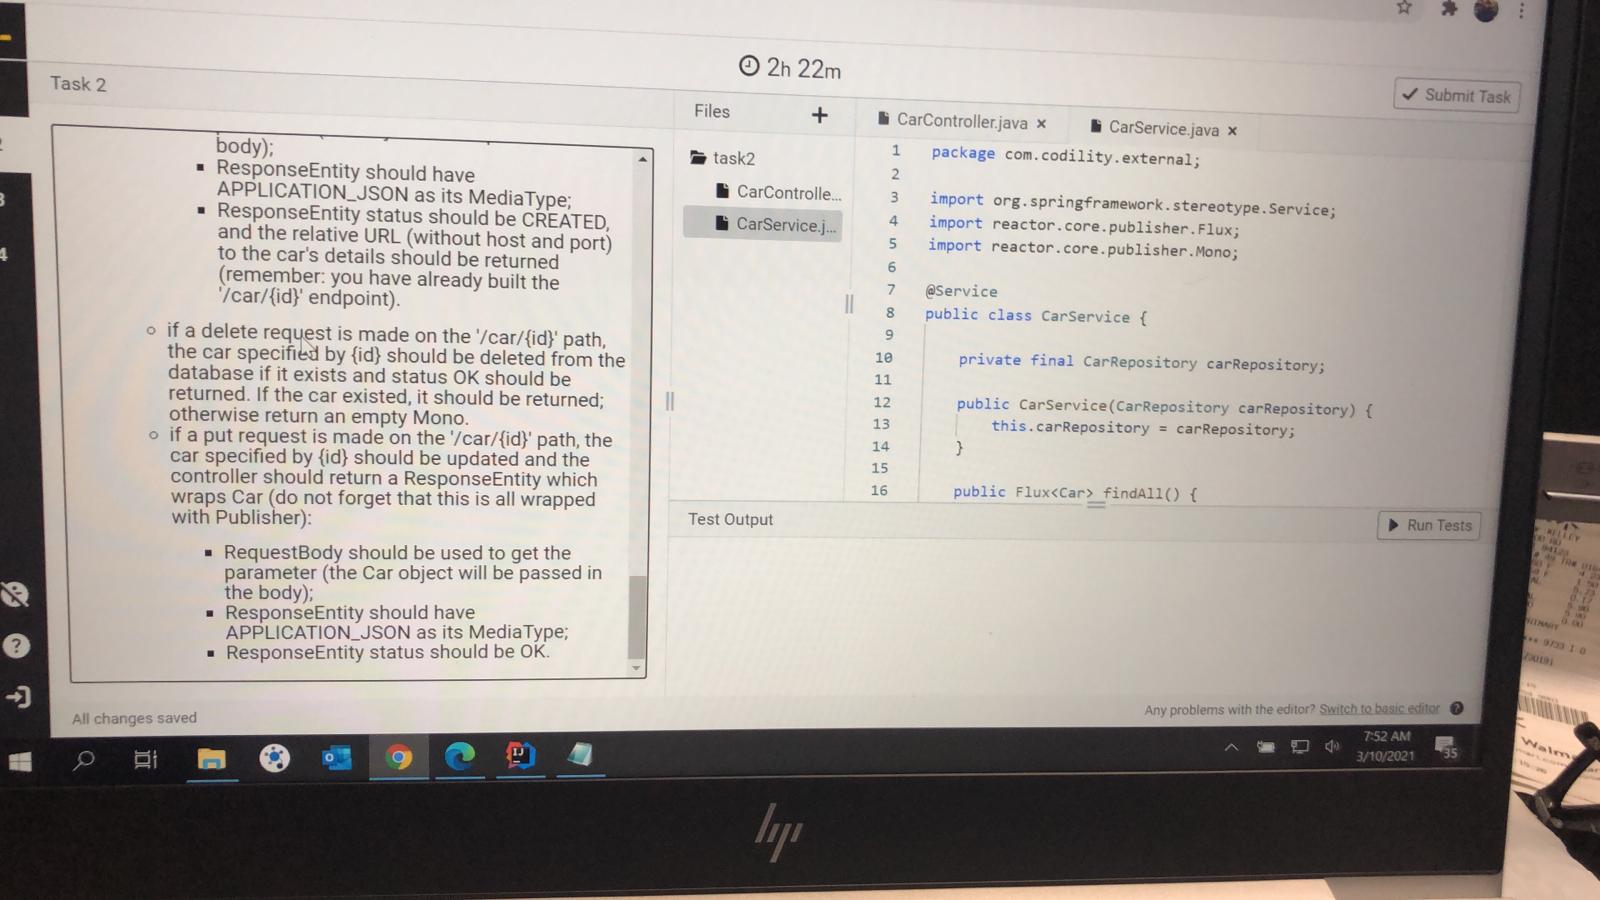 2h 22m
Task 2
Submit Task
body);
ResponseEntity should have
APPLICATION_JSON as its MediaType;
ResponseEntity status should be CREATED,
and the relative URL (without host and port)
to the car's details should be returned
(remember: you have already built the
'/car/{id}' endpoint).
if a delete request is made on the '/car/{id}' path,
the car specified by {id} should be deleted from the
database if it exists and status OK should be
returned. If the car existed, it should be returned;
otherwise return an empty Mono.
if a put request is made on the '/car/{id}' path, the
car specified by {id} should be updated and the
controller should return a ResponseEntity which
wraps Car (do not forget that this is all wrapped
with Publisher):
RequestBody should be used to get the
parameter (the Car object will be passed in
the body);
ResponseEntity should have
APPLICATION_JSON as its MediaType;
ResponseEntity status should be OK.
All changes saved
Files +
task2
CarControlle...
CarService.j...
CarController.java × CarService.java ×
1 package com.codility.external;
2
3 import org.springframework.stereotype.Service;
4 import reactor.core.publisher.Flux;
5 import reactor.core.publisher.Mono;
6
7 @Service
8 public class CarService {
9
10 private final CarRepository carRepository;
11
12 public CarService(CarRepository carRepository) {
13 this.carRepository = carRepository;
14 }
15
16 public Flux<Car> findAll() {
Test Output
Run Tests
Any problems with the editor? Switch to basic editor ?
7:52 AM
3/10/2021
35
hp
KELLEY
94123
9733
Walm